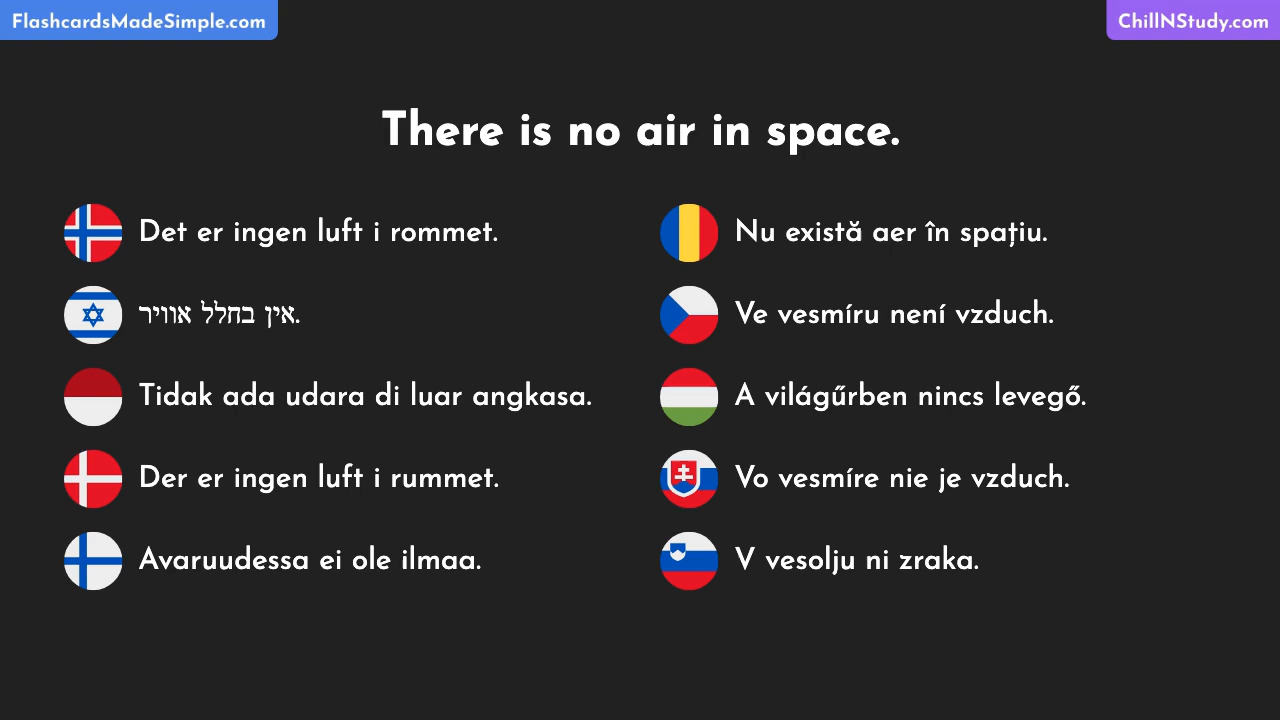 FlashcardsMadeSimple.com
ChillNStudy.com
There is no air in space.
Det er ingen luft i rommet.
אין בחלל אוויר.
Tidak ada udara di luar angkasa.
Der er ingen luft i rummet.
Avaruudessa ei ole ilmaa.
Nu există aer în spațiu.
Ve vesmíru není vzduch.
A világűrben nincs levegő.
Vo vesmíre nie je vzduch.
V vesolju ni zraka.